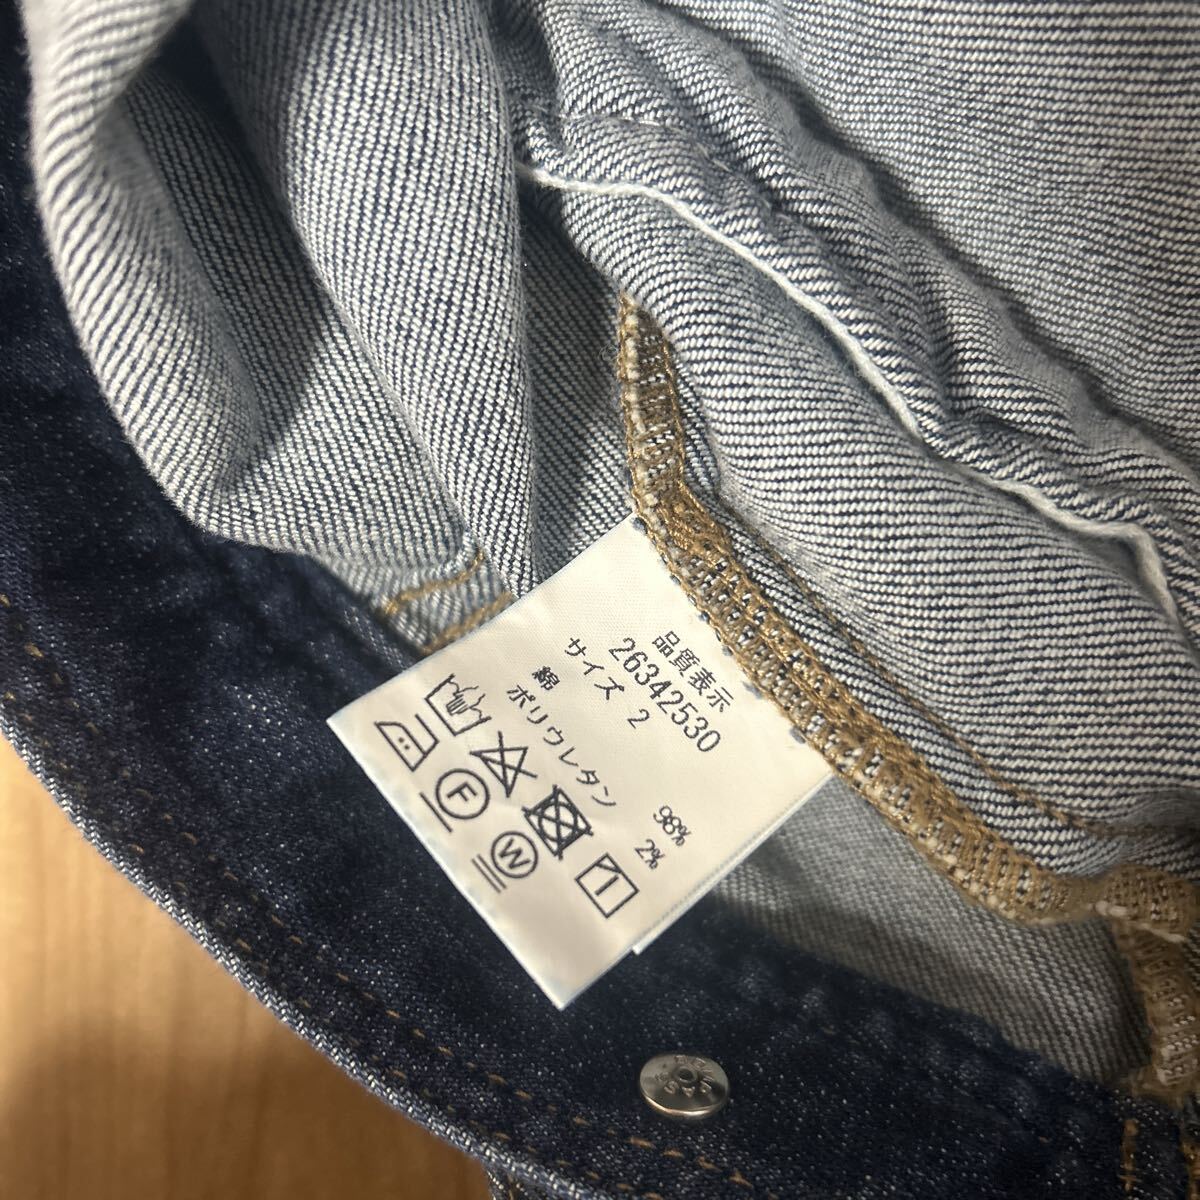 品質表示
26342530
サイズ 2
綿 98%
ポリウレタン 2%
F
W